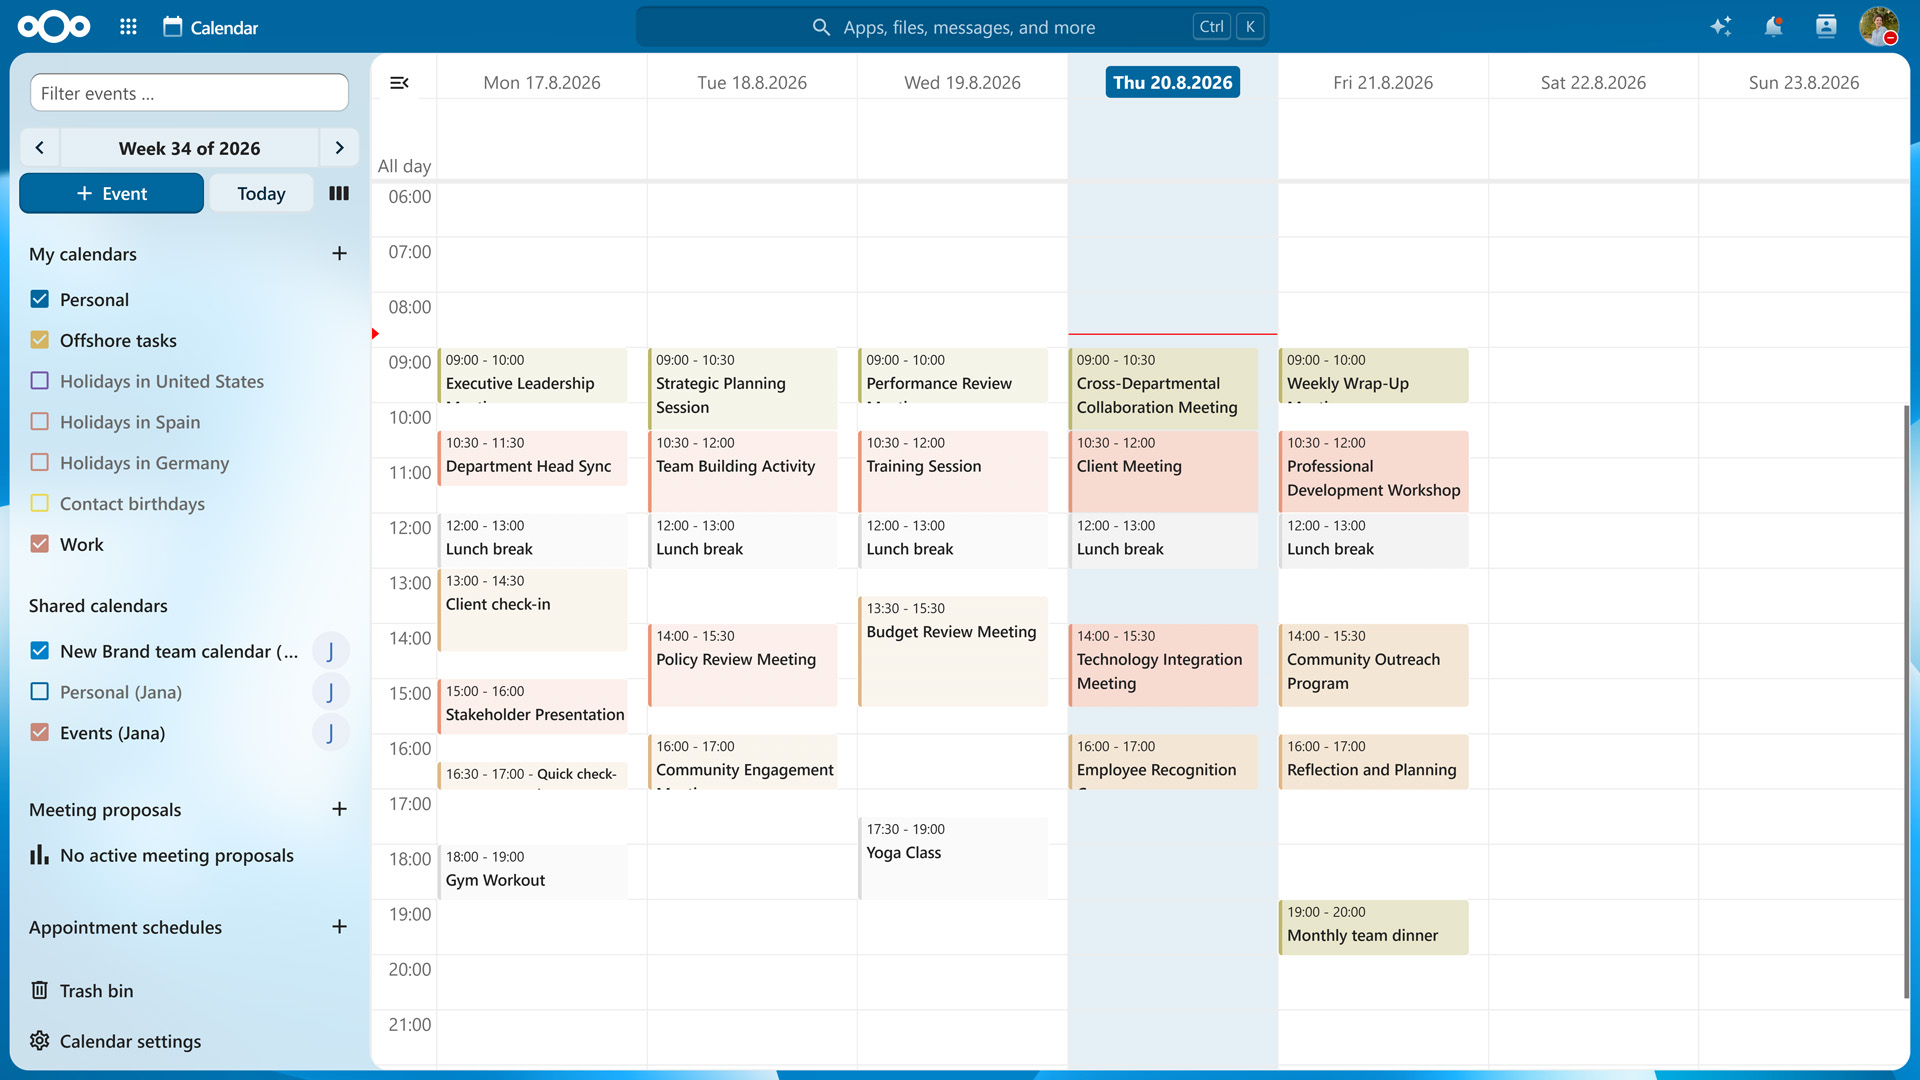 Calendar
Apps, files, messages, and more
Ctrl
K
Filter events ...
Week 34 of 2026
+ Event
Today
My calendars
Personal
Offshore tasks
Holidays in United States
Holidays in Spain
Holidays in Germany
Contact birthdays
Work
Shared calendars
New Brand team calendar (...
J
Personal (Jana)
J
Events (Jana)
J
Meeting proposals
No active meeting proposals
Appointment schedules
Trash bin
Calendar settings
Mon 17.8.2026
Tue 18.8.2026
Wed 19.8.2026
Thu 20.8.2026
Fri 21.8.2026
Sat 22.8.2026
Sun 23.8.2026
All day
06:00
07:00
08:00
09:00
10:00
11:00
12:00
13:00
14:00
15:00
16:00
17:00
18:00
19:00
20:00
21:00
09:00 - 10:00
Executive Leadership
10:30 - 11:30
Department Head Sync
12:00 - 13:00
Lunch break
13:00 - 14:30
Client check-in
15:00 - 16:00
Stakeholder Presentation
16:30 - 17:00 - Quick check-
18:00 - 19:00
Gym Workout
09:00 - 10:30
Strategic Planning
Session
10:30 - 12:00
Team Building Activity
12:00 - 13:00
Lunch break
14:00 - 15:30
Policy Review Meeting
16:00 - 17:00
Community Engagement
09:00 - 10:00
Performance Review
10:30 - 12:00
Training Session
12:00 - 13:00
Lunch break
13:30 - 15:30
Budget Review Meeting
17:30 - 19:00
Yoga Class
09:00 - 10:30
Cross-Departmental
Collaboration Meeting
10:30 - 12:00
Client Meeting
12:00 - 13:00
Lunch break
14:00 - 15:30
Technology Integration
Meeting
16:00 - 17:00
Employee Recognition
09:00 - 10:00
Weekly Wrap-Up
10:30 - 12:00
Professional
Development Workshop
12:00 - 13:00
Lunch break
14:00 - 15:30
Community Outreach
Program
16:00 - 17:00
Reflection and Planning
19:00 - 20:00
Monthly team dinner